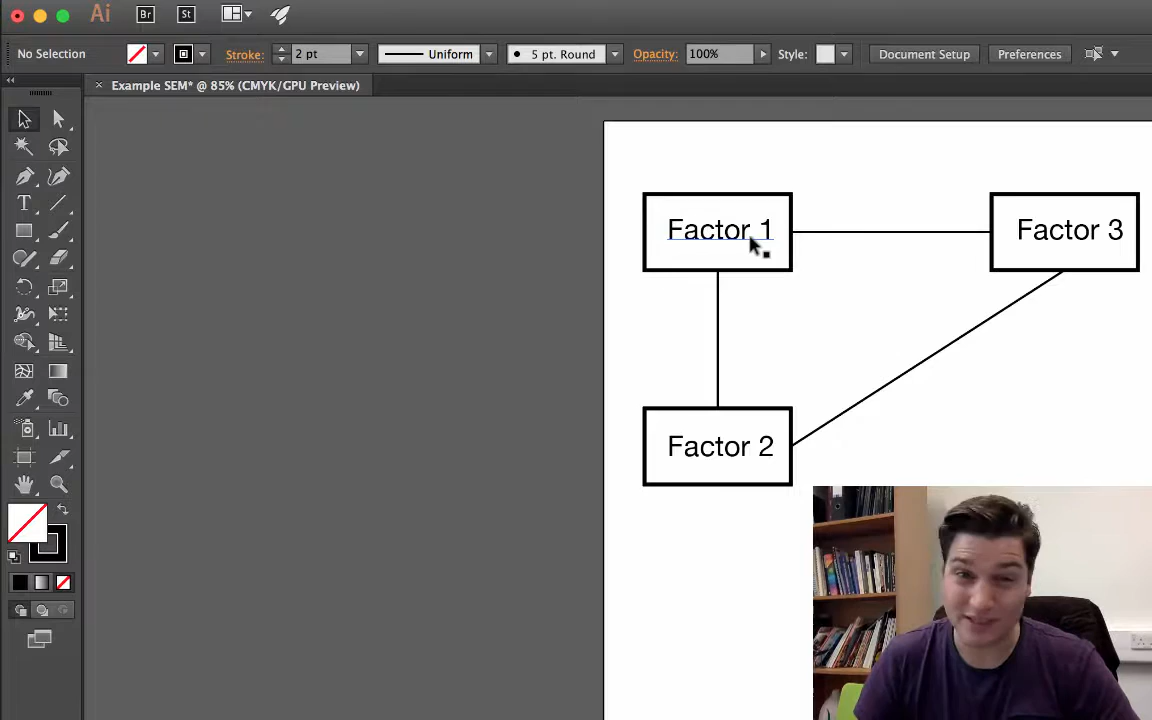 Ai Br St
No Selection Stroke: 2 pt Uniform 5 pt. Round Opacity: 100% Style: Document Setup Preferences
× Example SEM* @ 85% (CMYK/GPU Preview)
T
Factor 1 Factor 3
Factor 2